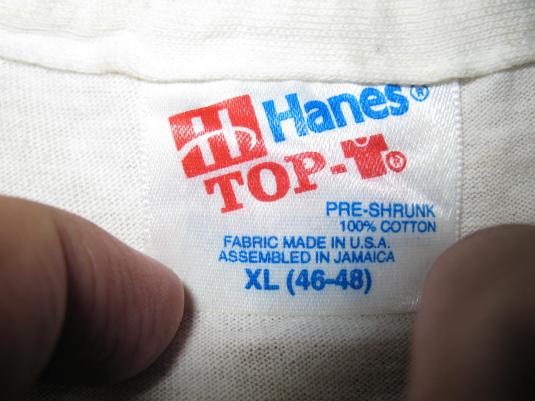 Hanes®
TOP-®
PRE-SHRUNK
100% COTTON
FABRIC MADE IN U.S.A.
ASSEMBLED IN JAMAICA
XL (46-48)